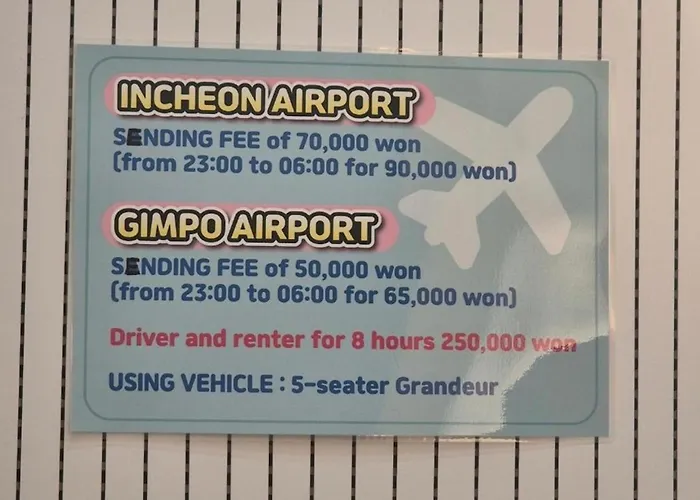 INCHEON AIRPORT
SENDING FEE of 70,000 won
(from 23:00 to 06:00 for 90,000 won)
GIMPO AIRPORT
SENDING FEE of 50,000 won
(from 23:00 to 06:00 for 65,000 won)
Driver and renter for 8 hours 250,000 won
USING VEHICLE : 5-seater Grandeur